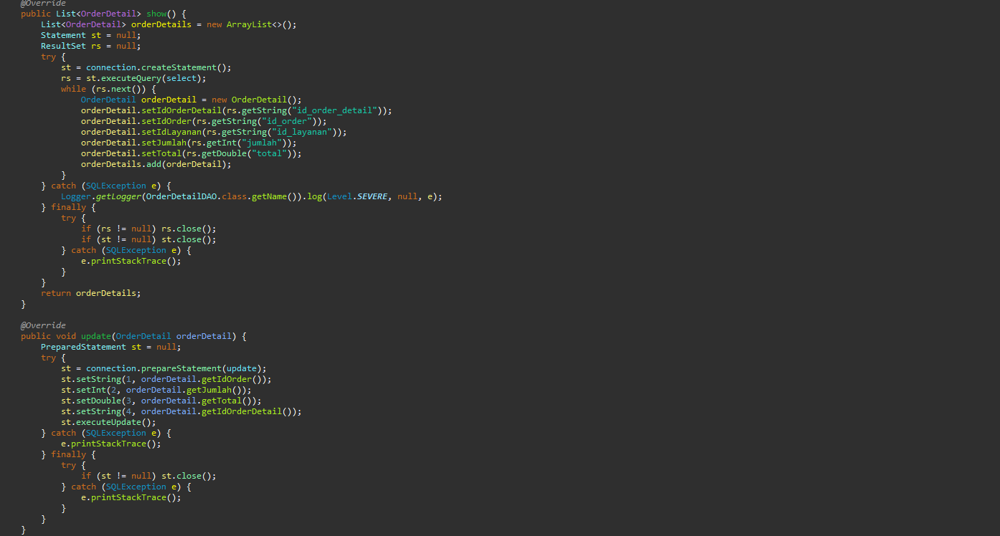 @Override
public List<OrderDetail> show() {
    List<OrderDetail> orderDetails = new ArrayList<>();
    Statement st = null;
    ResultSet rs = null;
    try {
        st = connection.createStatement();
        rs = st.executeQuery(select);
        while (rs.next()) {
            OrderDetail orderDetail = new OrderDetail();
            orderDetail.setIdOrderDetail(rs.getString("id_order_detail"));
            orderDetail.setIdOrder(rs.getString("id_order"));
            orderDetail.setIdLayanan(rs.getString("id_layanan"));
            orderDetail.setJumlah(rs.getInt("jumlah"));
            orderDetail.setTotal(rs.getDouble("total"));
            orderDetails.add(orderDetail);
        }
    } catch (SQLException e) {
        Logger.getLogger(OrderDetailDAO.class.getName()).log(Level.SEVERE, null, e);
    } finally {
        try {
            if (rs != null) rs.close();
            if (st != null) st.close();
        } catch (SQLException e) {
            e.printStackTrace();
        }
    }
    return orderDetails;
}

@Override
public void update(OrderDetail orderDetail) {
    PreparedStatement st = null;
    try {
        st = connection.prepareStatement(update);
        st.setString(1, orderDetail.getIdOrder());
        st.setInt(2, orderDetail.getJumlah());
        st.setDouble(3, orderDetail.getTotal());
        st.setString(4, orderDetail.getIdOrderDetail());
        st.executeUpdate();
    } catch (SQLException e) {
        e.printStackTrace();
    } finally {
        try {
            if (st != null) st.close();
        } catch (SQLException e) {
            e.printStackTrace();
        }
    }
}